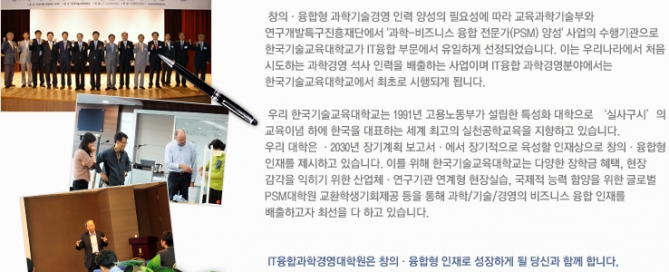 창의 · 융합형 과학기술경영 인력 양성의 필요성에 따라 교육과학기술부와
연구개발특구진흥재단에서 '과학-비즈니스 융합 전문가(PSM) 양성' 사업의 수행기관으로
한국기술교육대학교가 IT융합 부문에서 유일하게 선정되었습니다. 이는 우리나라에서 처음
시도하는 과학경영 석사 인력을 배출하는 사업이며 IT융합 과학경영분야에서는
한국기술교육대학교에서 최초로 시행되게 됩니다.
우리 한국기술교육대학교는 1991년 고용노동부가 설립한 특성화 대학으로 ‘실사구시’의
교육이념 하에 한국을 대표하는 세계 최고의 실천공학교육을 지향하고 있습니다.
우리 대학은 · 2030년 장기계획 보고서 · 에서 장기적으로 육성할 인재상으로 창의 · 융합형
인재를 제시하고 있습니다. 이를 위해 한국기술교육대학교는 다양한 장학금 혜택, 현장
감각을 익히기 위한 산업체 · 연구기관 연계형 현장실습, 국제적 능력 함양을 위한 글로벌
PSM대학원 교환학생기회제공 등을 통해 과학/기술/경영의 비즈니스 융합 인재를
배출하고자 최선을 다 하고 있습니다.
IT융합과학경영대학원은 창의 · 융합형 인재로 성장하게 될 당신과 함께 합니다.